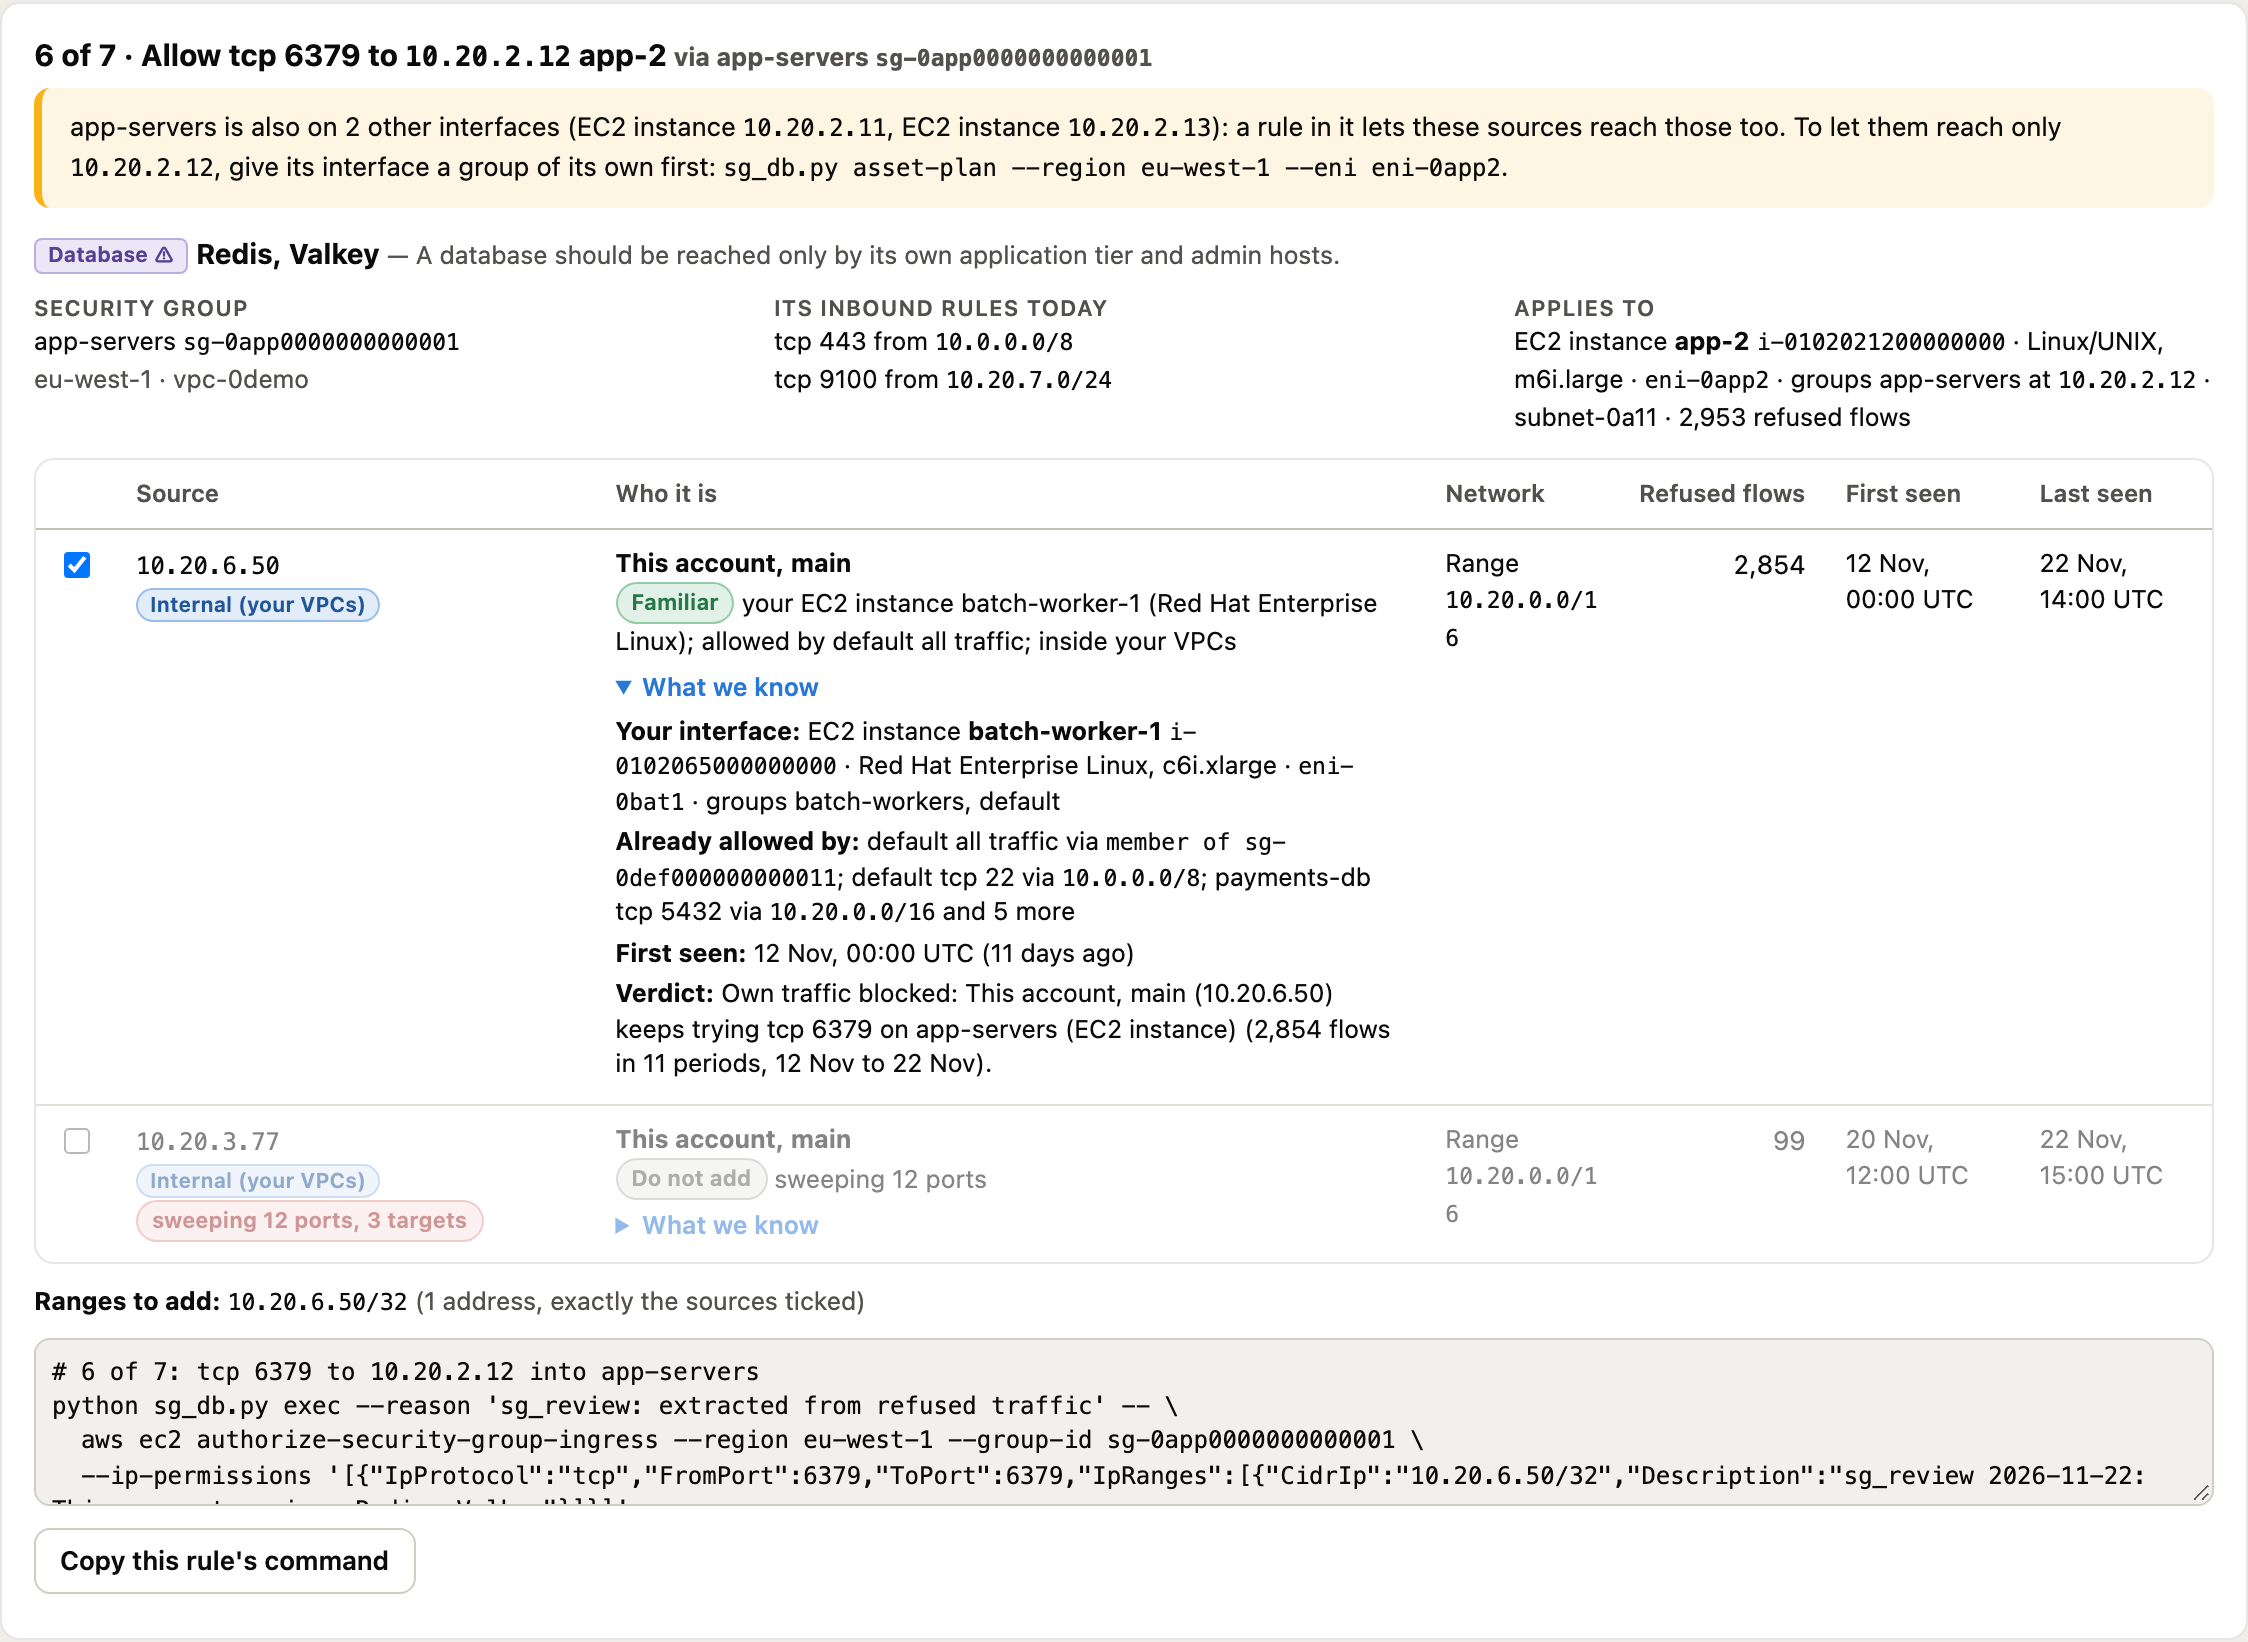 6 of 7 · Allow tcp 6379 to 10.20.2.12 app-2 via app-servers sg-0app0000000000001
app-servers is also on 2 other interfaces (EC2 instance 10.20.2.11, EC2 instance 10.20.2.13): a rule in it lets these sources reach those too. To let them reach only
10.20.2.12, give its interface a group of its own first: sg_db.py asset-plan --region eu-west-1 --eni eni-0app2.
Database ⚠ Redis, Valkey — A database should be reached only by its own application tier and admin hosts.
SECURITY GROUP
app-servers sg-0app0000000000001
eu-west-1 · vpc-0demo
ITS INBOUND RULES TODAY
tcp 443 from 10.0.0.0/8
tcp 9100 from 10.20.7.0/24
APPLIES TO
EC2 instance app-2 i-0102021200000000 · Linux/UNIX,
m6i.large · eni-0app2 · groups app-servers at 10.20.2.12 ·
subnet-0a11 · 2,953 refused flows
Source Who it is Network Refused flows First seen Last seen
10.20.6.50
Internal (your VPCs)
This account, main
Familiar your EC2 instance batch-worker-1 (Red Hat Enterprise
Linux); allowed by default all traffic; inside your VPCs
▼ What we know
Your interface: EC2 instance batch-worker-1 i-
0102065000000000 · Red Hat Enterprise Linux, c6i.xlarge · eni-
0bat1 · groups batch-workers, default
Already allowed by: default all traffic via member of sg-
0def000000000011; default tcp 22 via 10.0.0.0/8; payments-db
tcp 5432 via 10.20.0.0/16 and 5 more
First seen: 12 Nov, 00:00 UTC (11 days ago)
Verdict: Own traffic blocked: This account, main (10.20.6.50)
keeps trying tcp 6379 on app-servers (EC2 instance) (2,854 flows
in 11 periods, 12 Nov to 22 Nov).
Range
10.20.0.0/1
6
2,854
12 Nov,
00:00 UTC
22 Nov,
14:00 UTC
10.20.3.77
Internal (your VPCs)
sweeping 12 ports, 3 targets
This account, main
Do not add sweeping 12 ports
▶ What we know
Range
10.20.0.0/1
6
99
20 Nov,
12:00 UTC
22 Nov,
15:00 UTC
Ranges to add: 10.20.6.50/32 (1 address, exactly the sources ticked)
# 6 of 7: tcp 6379 to 10.20.2.12 into app-servers
python sg_db.py exec --reason 'sg_review: extracted from refused traffic' -- \
aws ec2 authorize-security-group-ingress --region eu-west-1 --group-id sg-0app0000000000001 \
--ip-permissions '[{"IpProtocol":"tcp","FromPort":6379,"ToPort":6379,"IpRanges":[{"CidrIp":"10.20.6.50/32","Description":"sg_review 2026-11-22:
Copy this rule's command